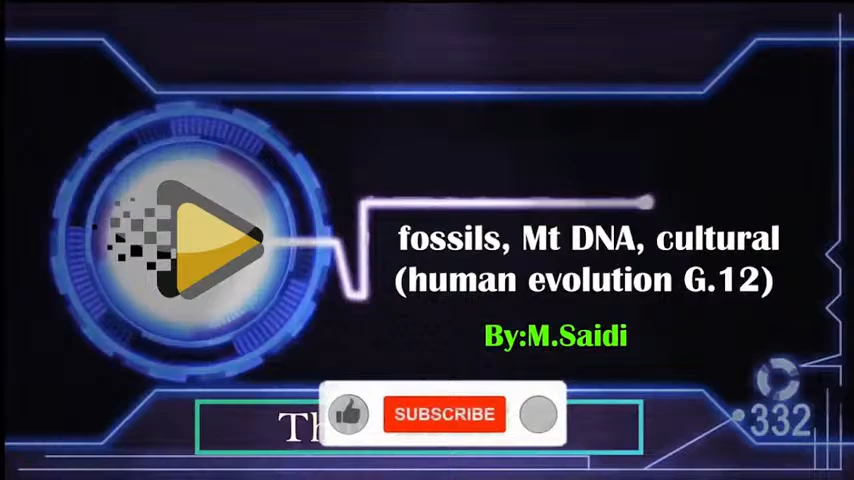 fossils, Mt DNA, cultural
(human evolution G.12)
By:M.Saidi
SUBSCRIBE
332